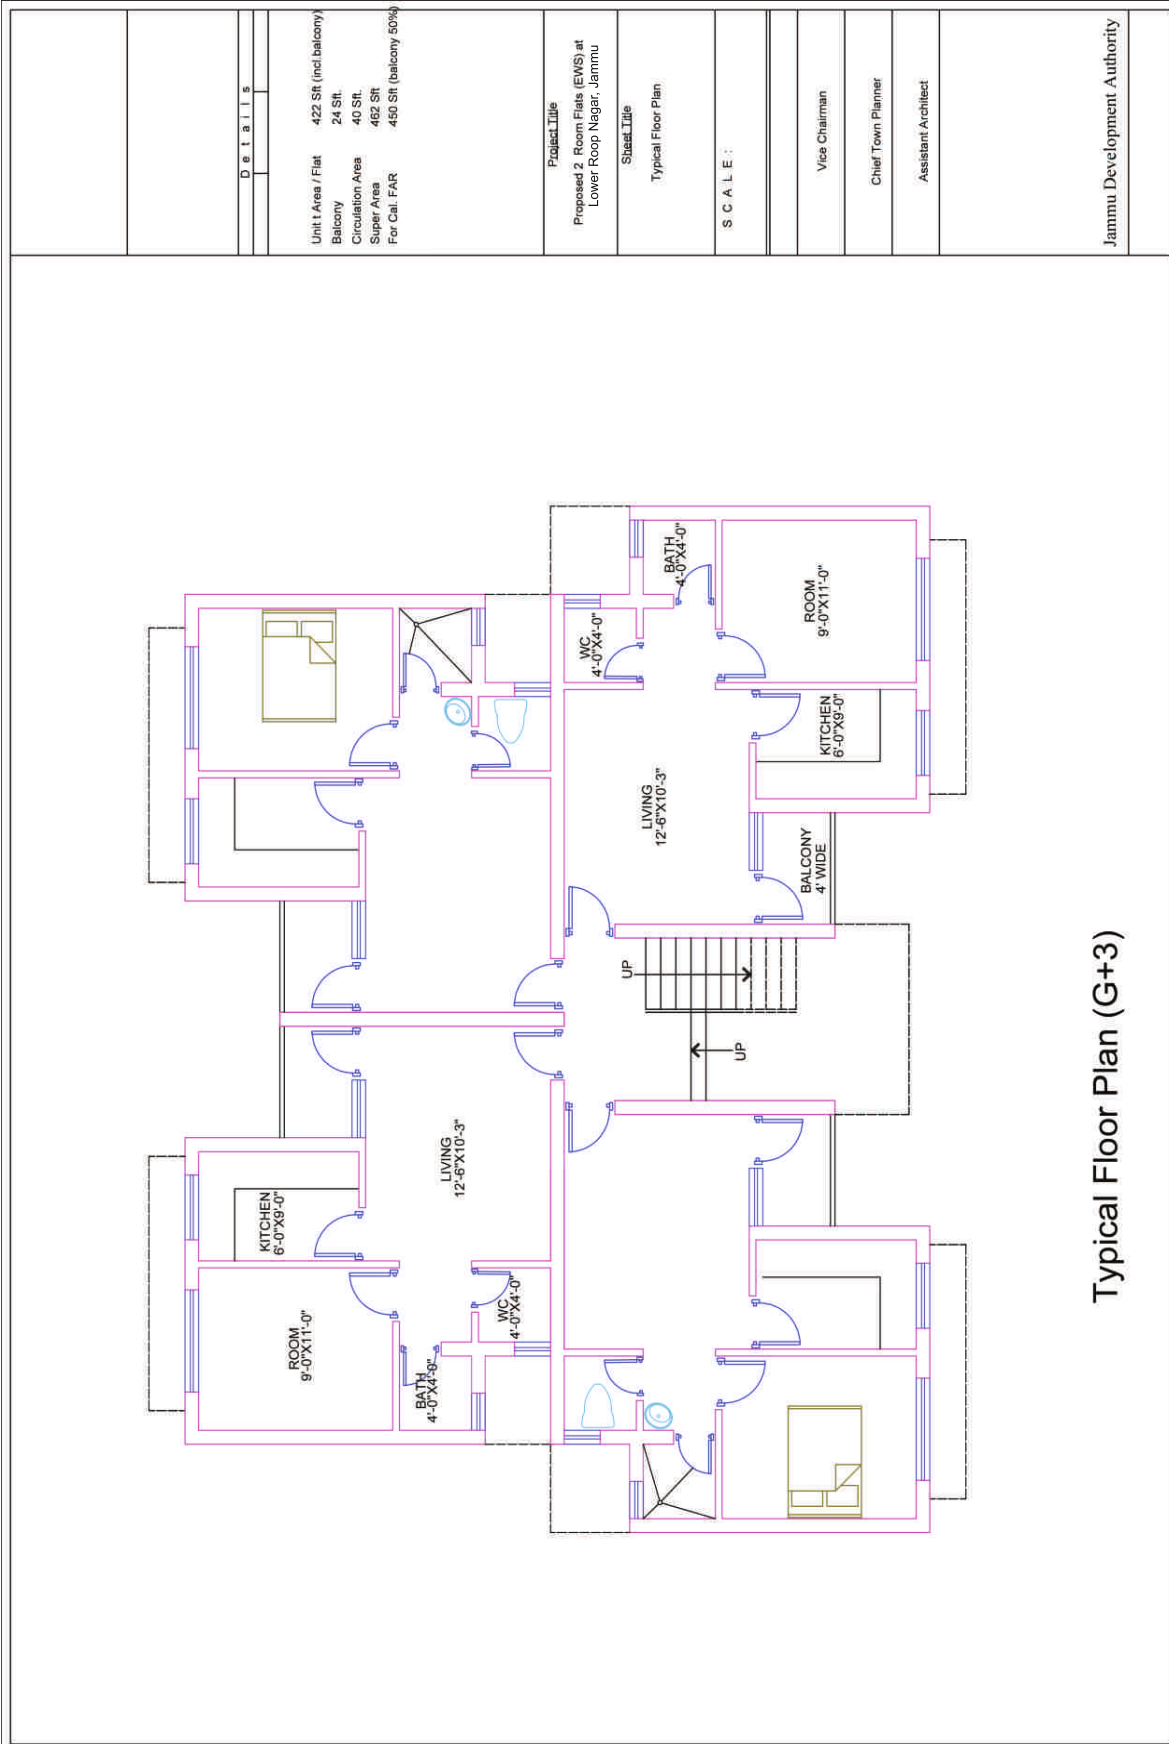 Details
Unit t Area / Flat 422 Sft (incl.balcony)
Balcony 24 Sft.
Circulation Area 40 Sft.
Super Area 462 Sft
For Cal. FAR 450 Sft (balcony 50%)
Project Title
Proposed 2 Room Flats (EWS) at
Lower Roop Nagar, Jammu
Sheet Title
Typical Floor Plan
SCALE:
Vice Chairman
Chief Town Planner
Assistant Architect
Jammu Development Authority
ROOM
9'-0"X11'-0"
KITCHEN
6'-0"X9'-0"
BATH
4'-0"X4'-0"
LIVING
12'-6"X10'-3"
WC
4'-0"X4'-0"
UP
UP
LIVING
12'-6"X10'-3"
WC
4'-0"X4'-0"
BATH
4'-0"X4'-0"
BALCONY
4' WIDE
KITCHEN
6'-0"X9'-0"
ROOM
9'-0"X11'-0"
Typical Floor Plan (G+3)